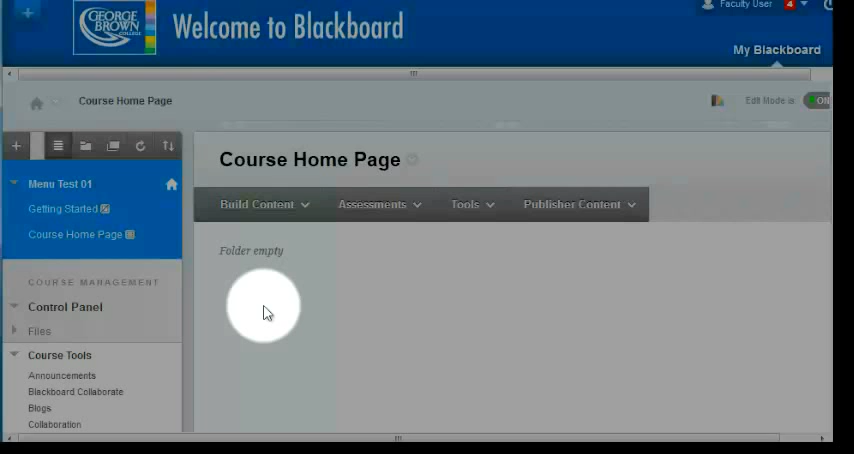 Faculty User 4
GEORGE
BROWN
college
Welcome to Blackboard
My Blackboard
Course Home Page
Edit Mode is:
Course Home Page
Menu Test 01
Build Content Assessments Tools Publisher Content
Getting Started
Course Home Page
Folder empty
COURSE MANAGEMENT
Control Panel
Files
Course Tools
Announcements
Blackboard Collaborate
Blogs
Collaboration